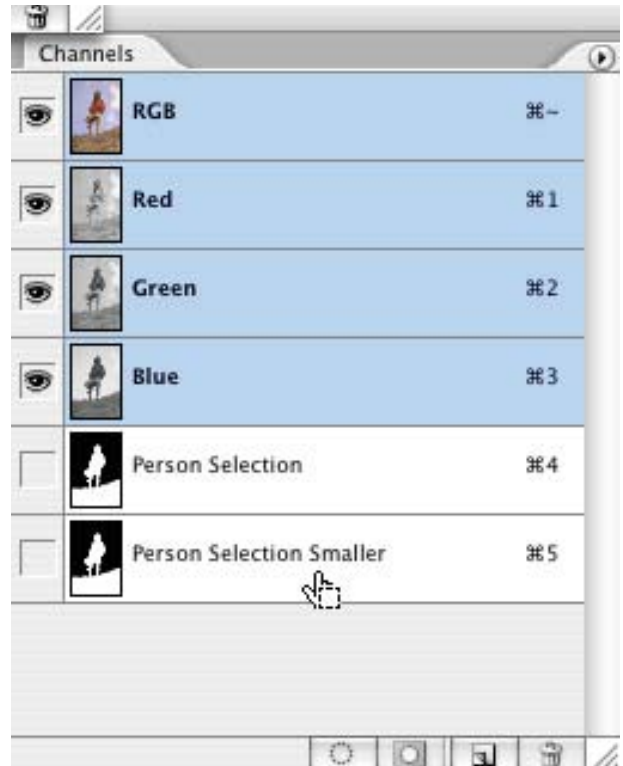 Channels
RGB ⌘~
Red ⌘1
Green ⌘2
Blue ⌘3
Person Selection ⌘4
Person Selection Smaller ⌘5